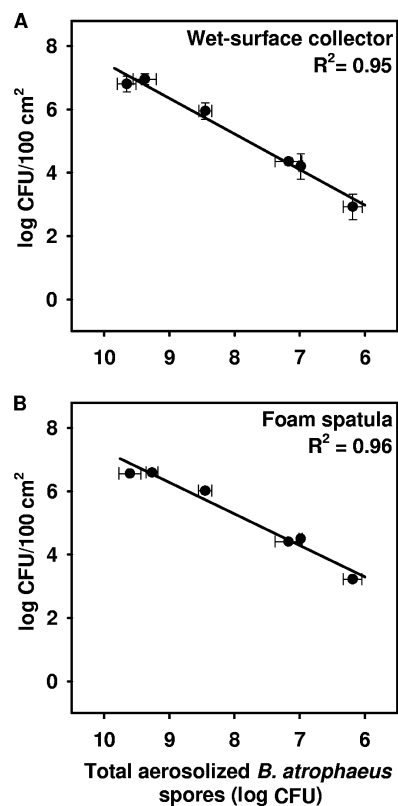 A
Wet-surface collector
R² = 0.95
log CFU/100 cm²
8
6
4
2
0
10 9 8 7 6
B
Foam spatula
R² = 0.96
log CFU/100 cm²
8
6
4
2
0
10 9 8 7 6
Total aerosolized B. atrophaeus
spores (log CFU)